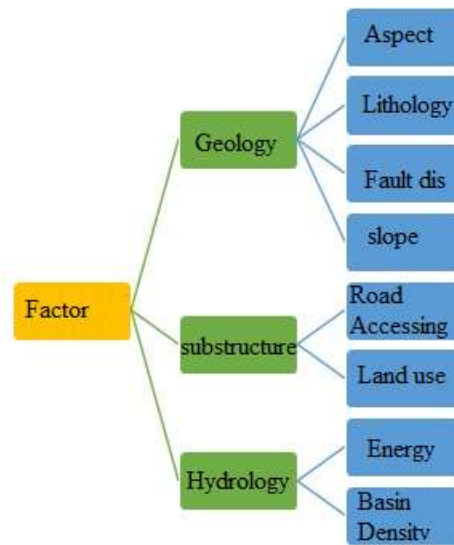 Aspect
Lithology
Geology
Fault dis
slope
Factor
Road
Accessing
substructure
Land use
Energy
Hydrology
Basin
Density